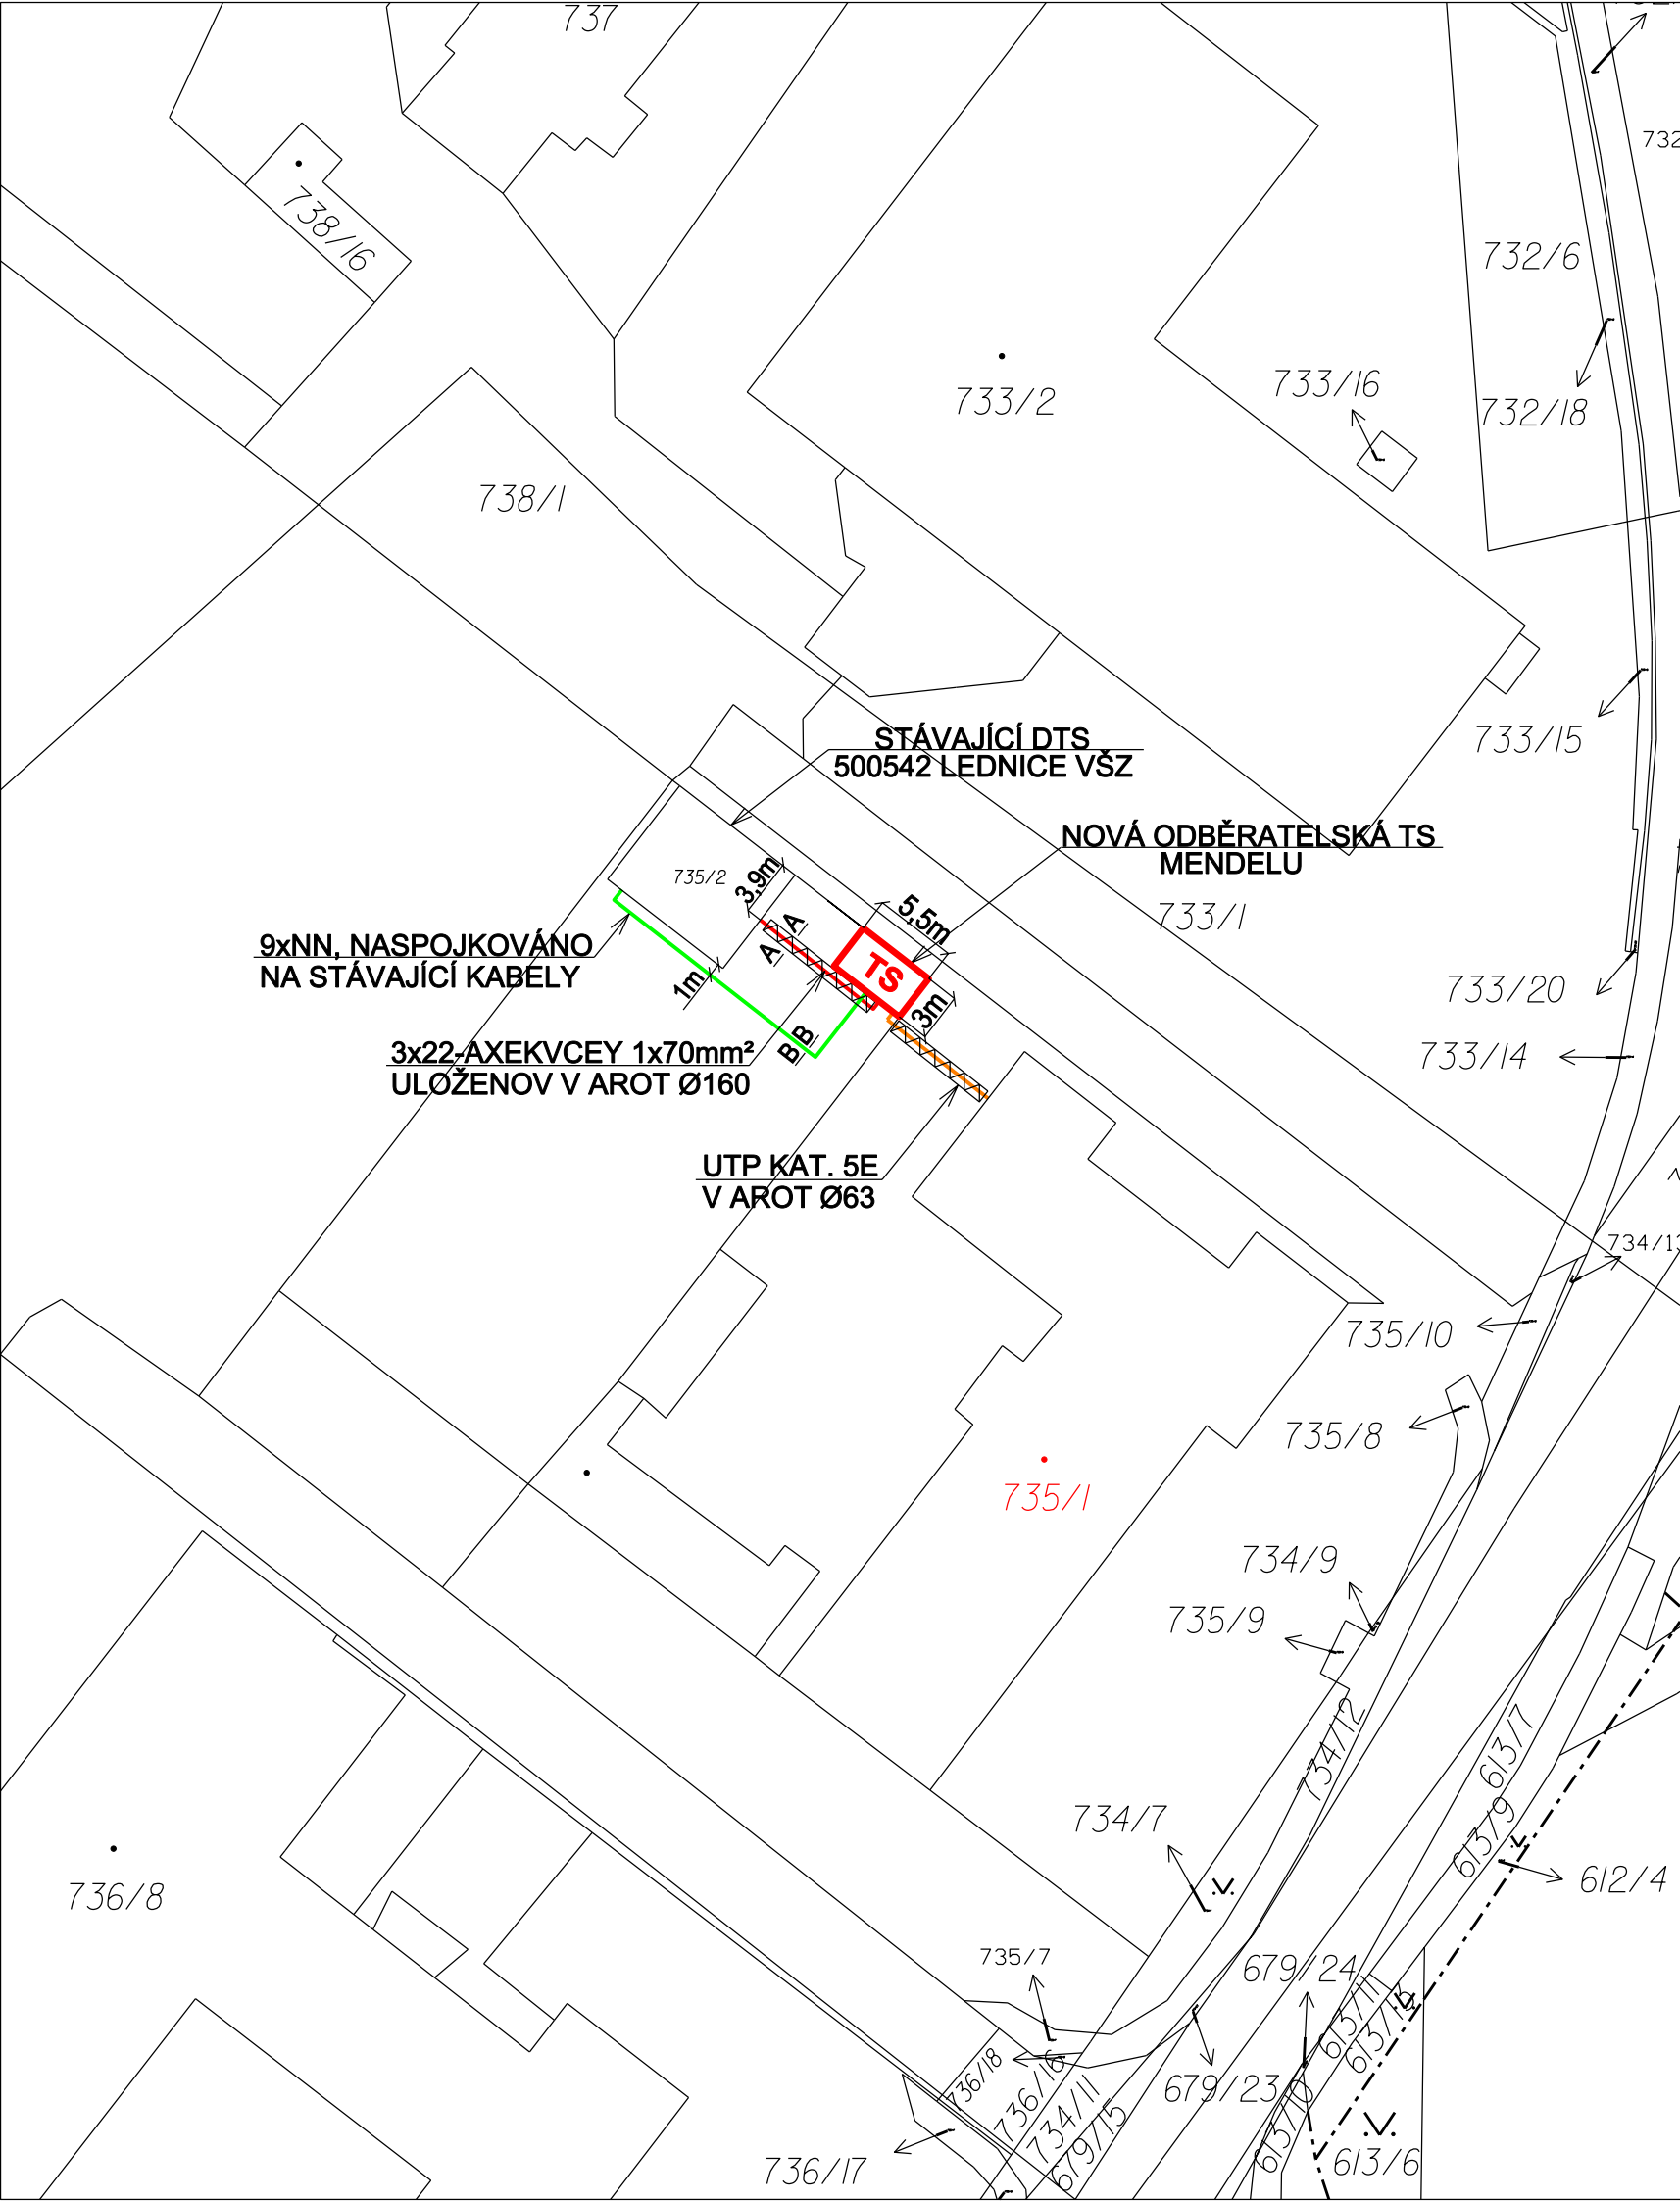 737
732
738/16
732/6
733/2
733/16
732/18
738/1
733/15
STÁVAJÍCÍ DTS
500542 LEDNICE VŠZ
NOVÁ ODBĚRATELSKÁ TS
MENDELU
735/2
3,9m
5,5m
733/1
A
A
TS
9xNN, NASPOJKOVÁNO
NA STÁVAJÍCÍ KABELY
1m
3m
733/20
B
B
3x22-AXEKVCEY 1x70mm²
ULOŽENOV V AROT Ø160
733/14
UTP KAT. 5E
V AROT Ø63
734/13
735/10
735/8
735/1
734/9
735/9
734/12
613/7
734/7
613/9
612/4
736/8
735/7
679/24
613/11
613/13
736/18
736/16
734/11
679/15
679/23
613/10
613/6
736/17